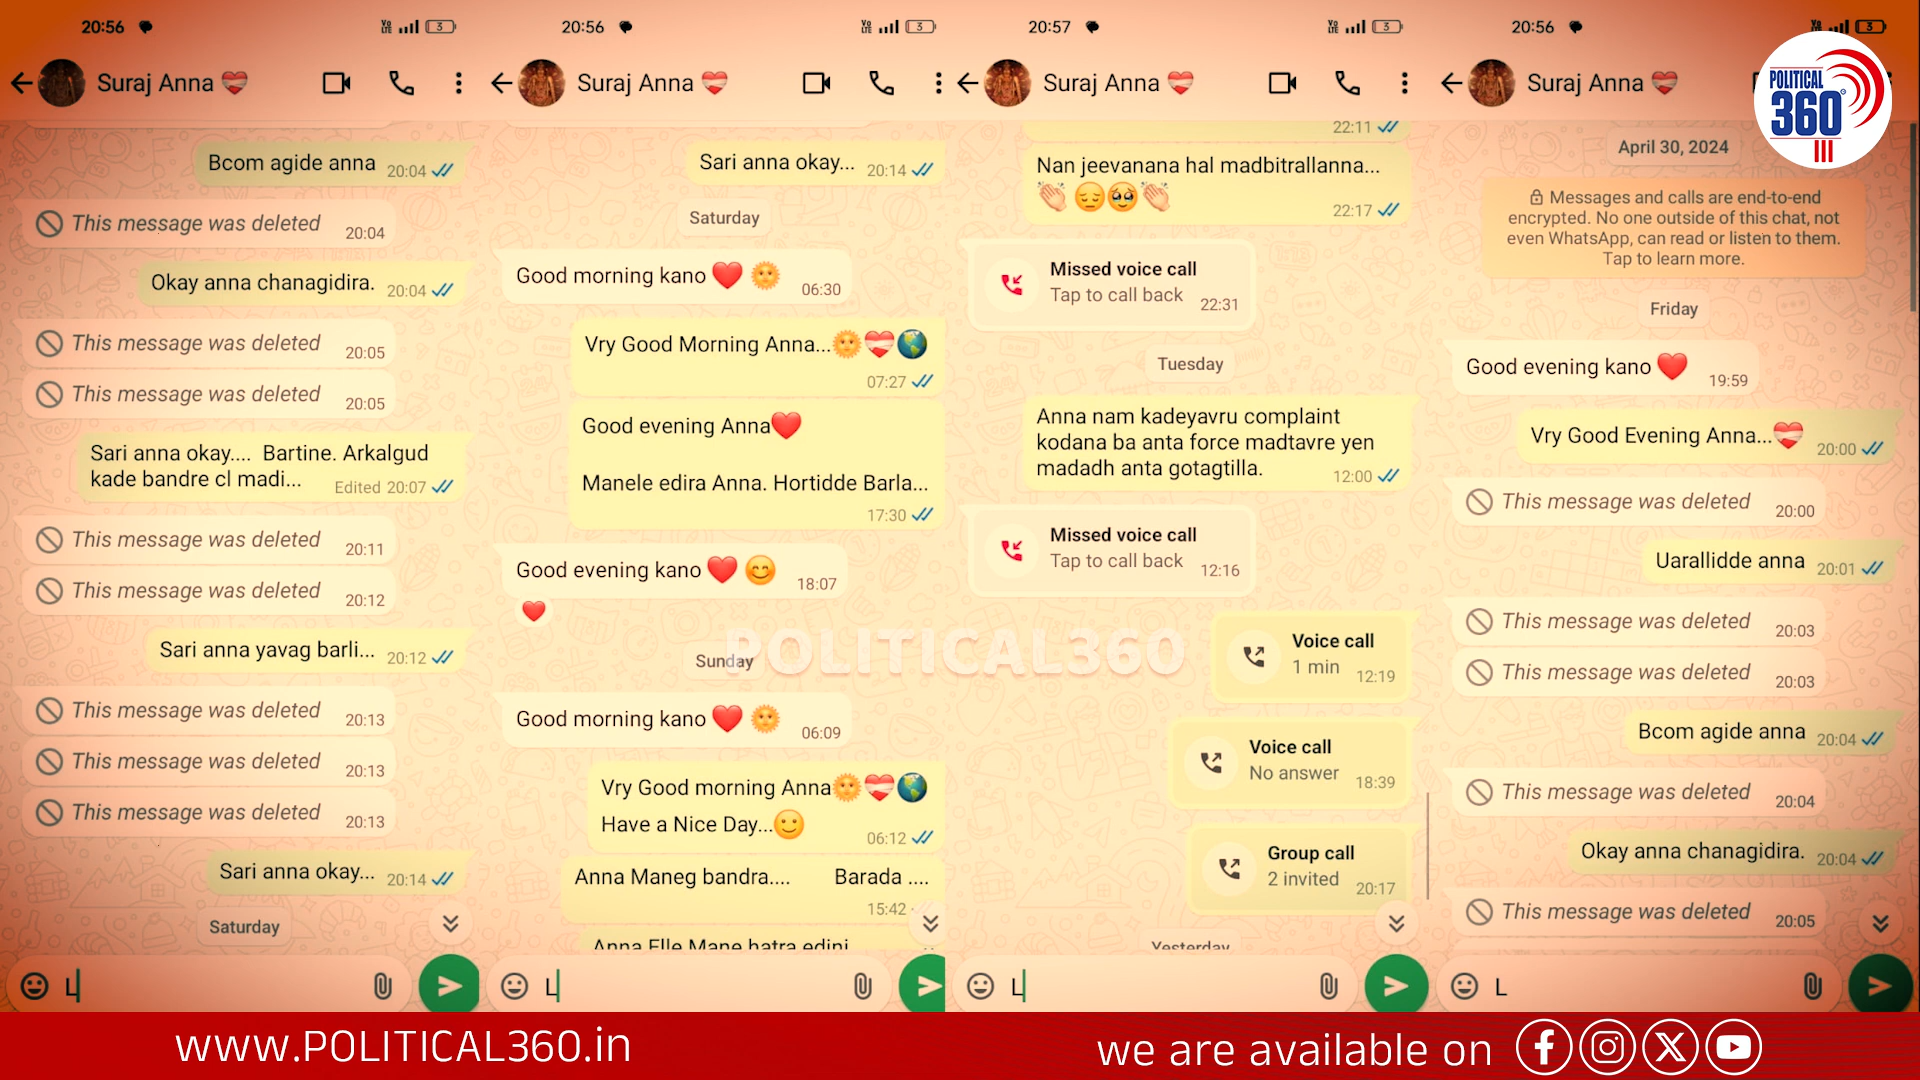 20:56
Suraj Anna
Bcom agide anna 20:04
This message was deleted 20:04
Okay anna chanagidira. 20:04
This message was deleted 20:05
This message was deleted 20:05
Sari anna okay.... Bartine. Arkalgud
kade bandre cl madi... Edited 20:07
This message was deleted 20:11
This message was deleted 20:12
Sari anna yavag barli... 20:12
This message was deleted 20:13
This message was deleted 20:13
This message was deleted 20:13
Sari anna okay... 20:14
Saturday
L
20:56
Suraj Anna
Sari anna okay... 20:14
Saturday
Good morning kano ❤️ 🌞 06:30
Vry Good Morning Anna...🌞❤️‍🩹🌎
07:27
Good evening Anna❤️
Manele edira Anna. Hortidde Barla...
17:30
Good evening kano ❤️ 😊 18:07
❤️
Sunday
Good morning kano ❤️ 🌞 06:09
Vry Good morning Anna🌞❤️‍🩹🌎
Have a Nice Day...🙂 06:12
Anna Maneg bandra.... Barada ....
15:42
Anna Elle Mane hatra edini
L
20:57
Suraj Anna
22:11
Nan jeevanana hal madbitrallanna...
👏😔🥹👏 22:17
Missed voice call
Tap to call back 22:31
Tuesday
Anna nam kadeyavru complaint
kodana ba anta force madtavre yen
madadh anta gotagtilla. 12:00
Missed voice call
Tap to call back 12:16
Voice call
1 min 12:19
Voice call
No answer 18:39
Group call
2 invited 20:17
Yesterday
L
20:56
Suraj Anna
April 30, 2024
Messages and calls are end-to-end
encrypted. No one outside of this chat, not
even WhatsApp, can read or listen to them.
Tap to learn more.
Friday
Good evening kano ❤️ 19:59
Vry Good Evening Anna...❤️‍🩹 20:00
This message was deleted 20:00
Uarallidde anna 20:01
This message was deleted 20:03
This message was deleted 20:03
Bcom agide anna 20:04
This message was deleted 20:04
Okay anna chanagidira. 20:04
This message was deleted 20:05
L
POLITICAL
360°
POLITICAL360
www.POLITICAL360.in
we are available on